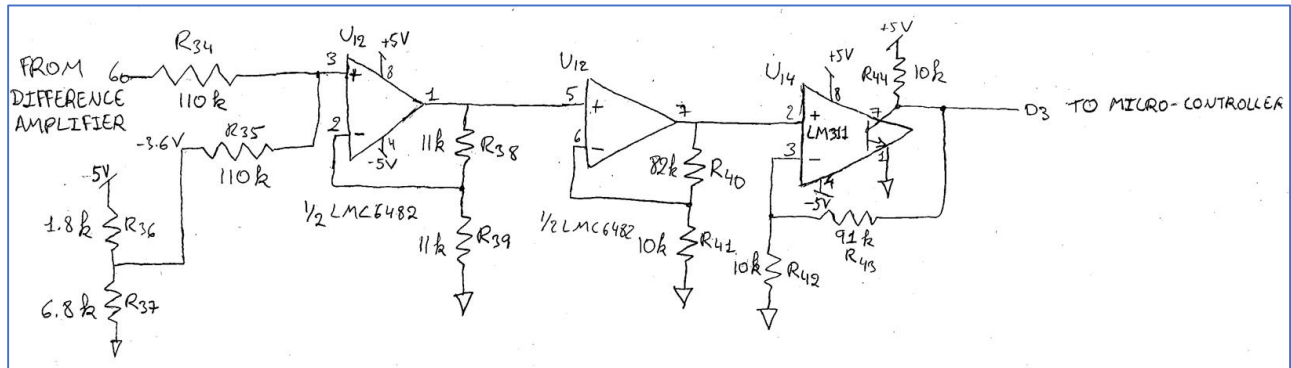 FROM
DIFFERENCE
AMPLIFIER
6
R34
110k
-3.6V
R35
110k
-5V
1.8k
R36
6.8k
R37
U12
+5V
3
+
8
2
-
1
4
-5V
1/2 LMC6482
11k
R38
11k
R39
U12
5
+
6
-
7
1/2 LMC6482
82k
R40
10k
R41
U14
+5V
8
2
+
LM311
3
-
7
1
4
-5V
+5V
R44
10k
91k
R43
10k
R42
D3 TO MICRO-CONTROLLER